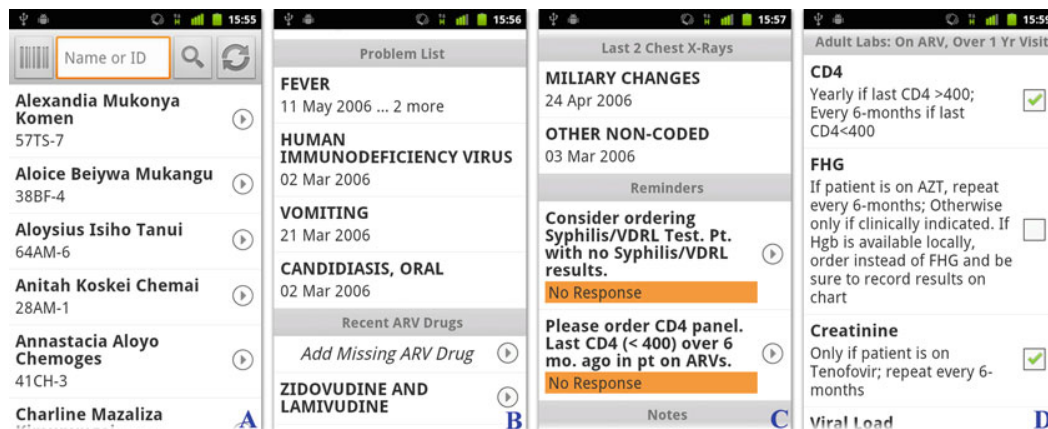 15:55
Name or ID
Alexandia Mukonya
Komen
57TS-7
Aloice Beiywa Mukangu
38BF-4
Aloysius Isiho Tanui
64AM-6
Anitah Koskei Chemai
28AM-1
Annastacia Aloyo
Chemoges
41CH-3
Charline Mazaliza
A
15:56
Problem List
FEVER
11 May 2006 ... 2 more
HUMAN
IMMUNODEFICIENCY VIRUS
02 Mar 2006
VOMITING
21 Mar 2006
CANDIDIASIS, ORAL
02 Mar 2006
Recent ARV Drugs
Add Missing ARV Drug
ZIDOVUDINE AND
LAMIVUDINE
B
15:57
Last 2 Chest X-Rays
MILIARY CHANGES
24 Apr 2006
OTHER NON-CODED
03 Mar 2006
Reminders
Consider ordering
Syphilis/VDRL Test. Pt.
with no Syphilis/VDRL
results.
No Response
Please order CD4 panel.
Last CD4 (< 400) over 6
mo. ago in pt on ARVs.
No Response
Notes
C
15:59
Adult Labs: On ARV, Over 1 Yr Visit
CD4
Yearly if last CD4 >400;
Every 6-months if last
CD4<400
FHG
If patient is on AZT, repeat
every 6-months; Otherwise
only if clinically indicated. If
Hgb is available locally,
order instead of FHG and be
sure to record results on
chart
Creatinine
Only if patient is on
Tenofovir; repeat every 6-
months
Viral Load
D